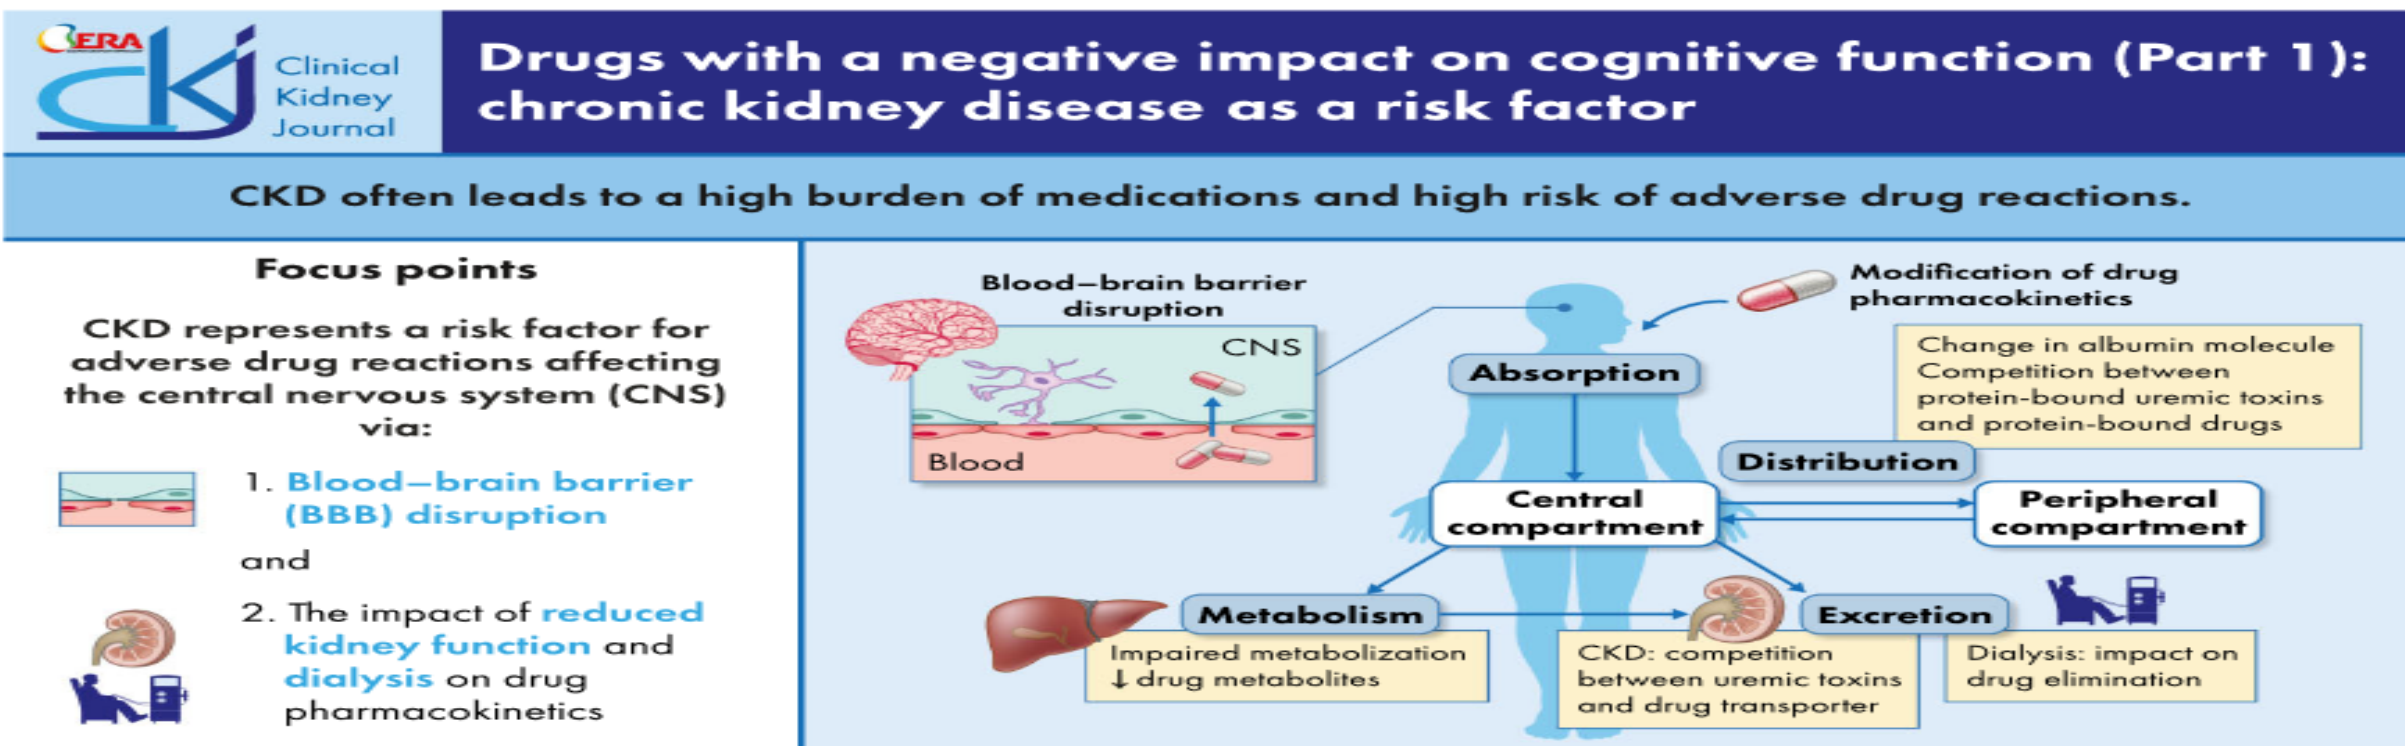 ERA
ckj
Clinical
Kidney
Journal
Drugs with a negative impact on cognitive function (Part 1):
chronic kidney disease as a risk factor
CKD often leads to a high burden of medications and high risk of adverse drug reactions.
Focus points
CKD represents a risk factor for
adverse drug reactions affecting
the central nervous system (CNS)
via:
1. Blood–brain barrier
(BBB) disruption
and
2. The impact of reduced
kidney function and
dialysis on drug
pharmacokinetics
Blood–brain barrier
disruption
CNS
Blood
Modification of drug
pharmacokinetics
Absorption
Change in albumin molecule
Competition between
protein-bound uremic toxins
and protein-bound drugs
Distribution
Central
compartment
Peripheral
compartment
Metabolism
Impaired metabolization
↓ drug metabolites
Excretion
CKD: competition
between uremic toxins
and drug transporter
Dialysis: impact on
drug elimination